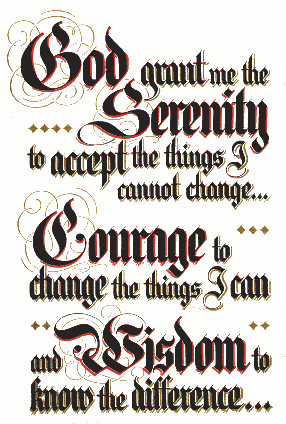 God grant me the
Serenity
to accept the things I
cannot change...
Courage to
change the things I can
and Wisdom to
know the difference...